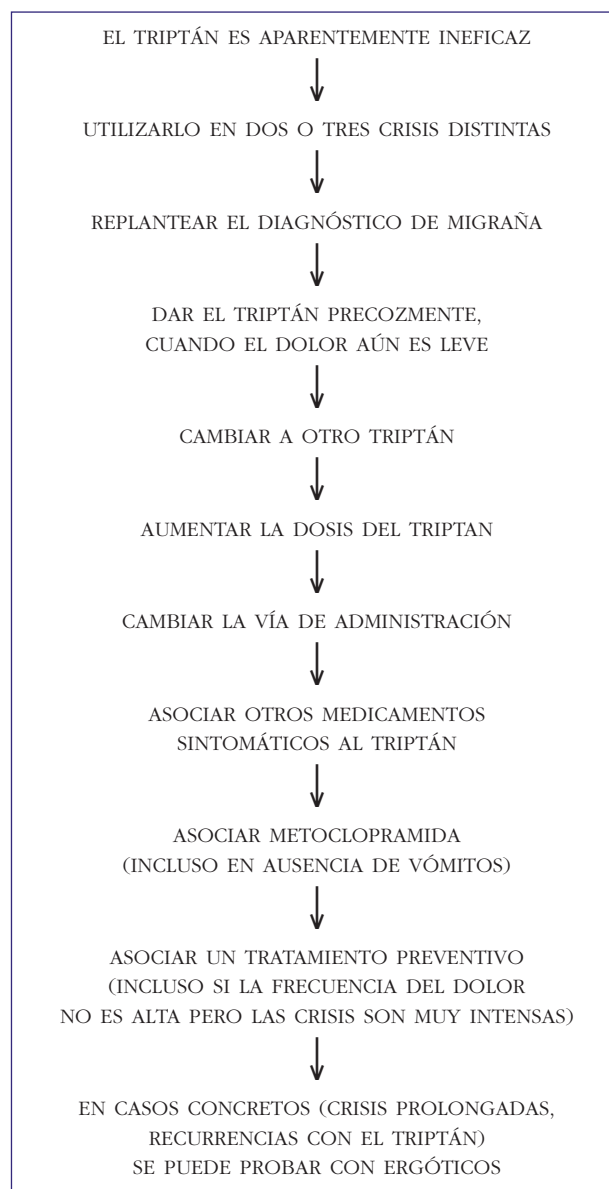 EL TRIPTÁN ES APARENTEMENTE INEFICAZ
UTILIZARLO EN DOS O TRES CRISIS DISTINTAS
REPLANTEAR EL DIAGNÓSTICO DE MIGRAÑA
DAR EL TRIPTÁN PRECOZMENTE,
CUANDO EL DOLOR AÚN ES LEVE
CAMBIAR A OTRO TRIPTÁN
AUMENTAR LA DOSIS DEL TRIPTAN
CAMBIAR LA VÍA DE ADMINISTRACIÓN
ASOCIAR OTROS MEDICAMENTOS
SINTOMÁTICOS AL TRIPTÁN
ASOCIAR METOCLOPRAMIDA
(INCLUSO EN AUSENCIA DE VÓMITOS)
ASOCIAR UN TRATAMIENTO PREVENTIVO
(INCLUSO SI LA FRECUENCIA DEL DOLOR
NO ES ALTA PERO LAS CRISIS SON MUY INTENSAS)
EN CASOS CONCRETOS (CRISIS PROLONGADAS,
RECURRENCIAS CON EL TRIPTÁN)
SE PUEDE PROBAR CON ERGÓTICOS